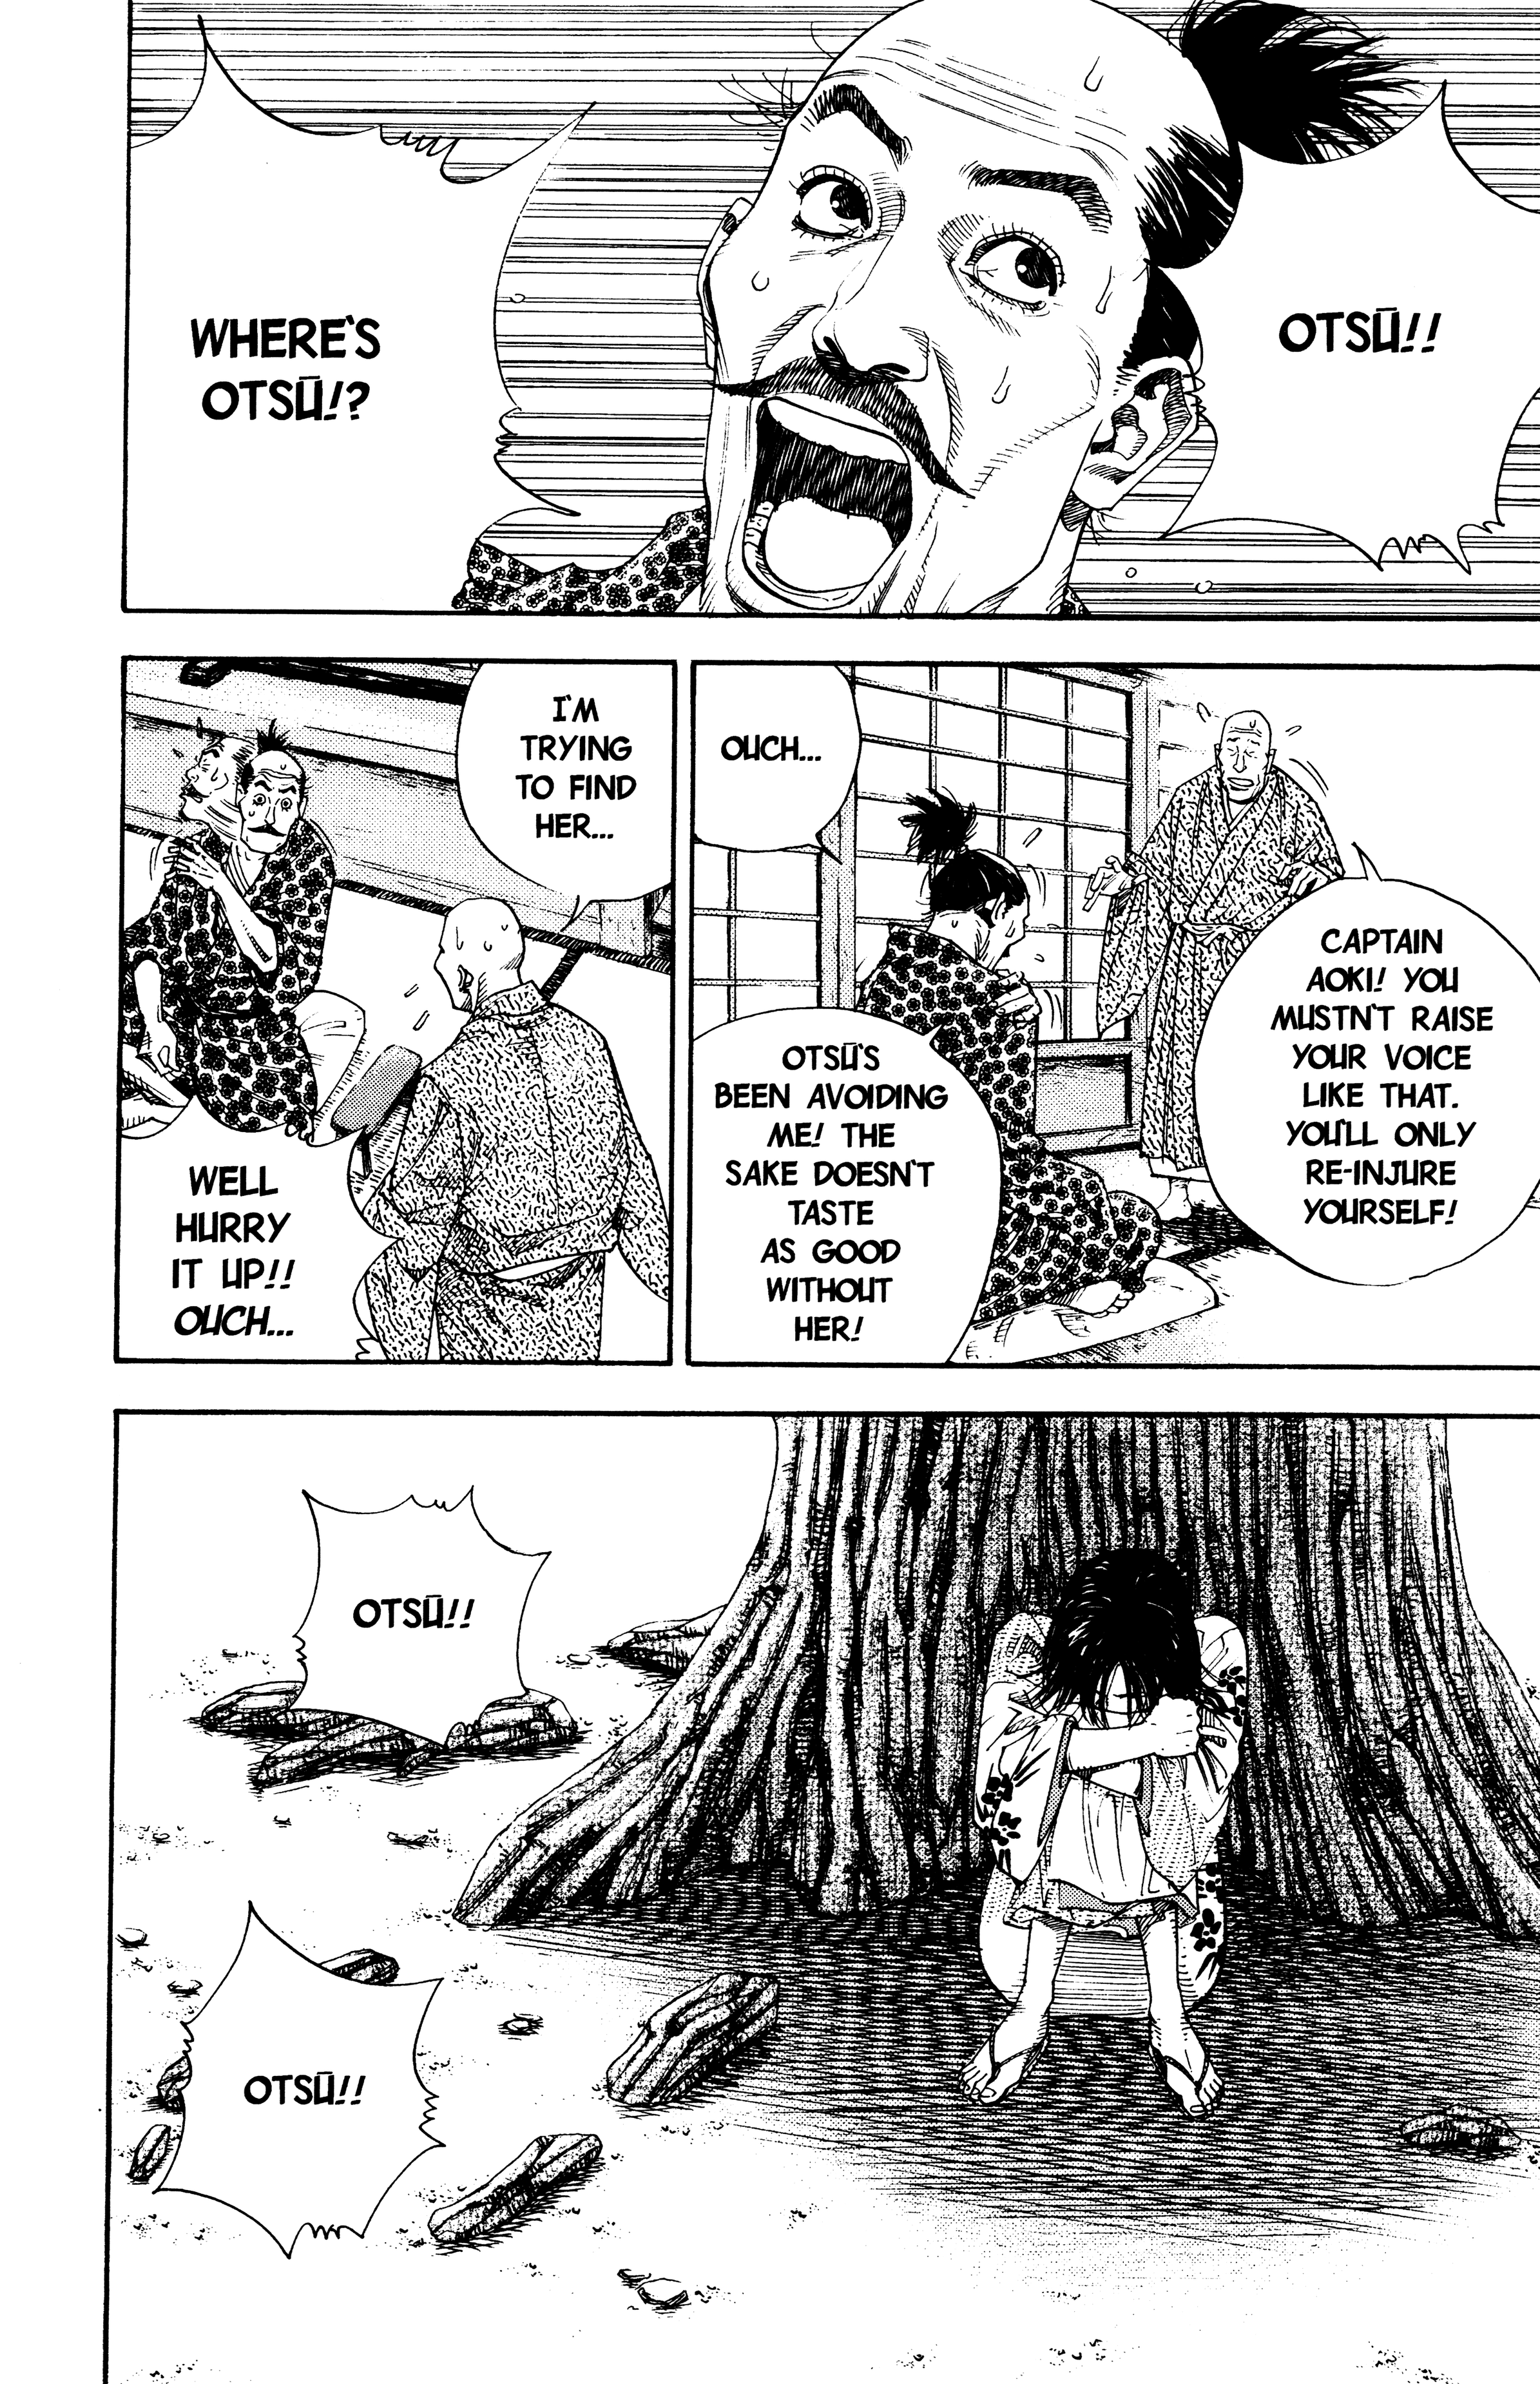 OTSŪ!!
WHERE'S
OTSŪ!?
CAPTAIN
AOKI! YOU
MUSTN'T RAISE
YOUR VOICE
LIKE THAT.
YOU'LL ONLY
RE-INJURE
YOURSELF!
OUCH...
OTSŪ'S
BEEN AVOIDING
ME! THE
SAKE DOESN'T
TASTE
AS GOOD
WITHOUT
HER!
I'M
TRYING
TO FIND
HER...
WELL
HURRY
IT UP!!
OUCH...
OTSŪ!!
OTSŪ!!